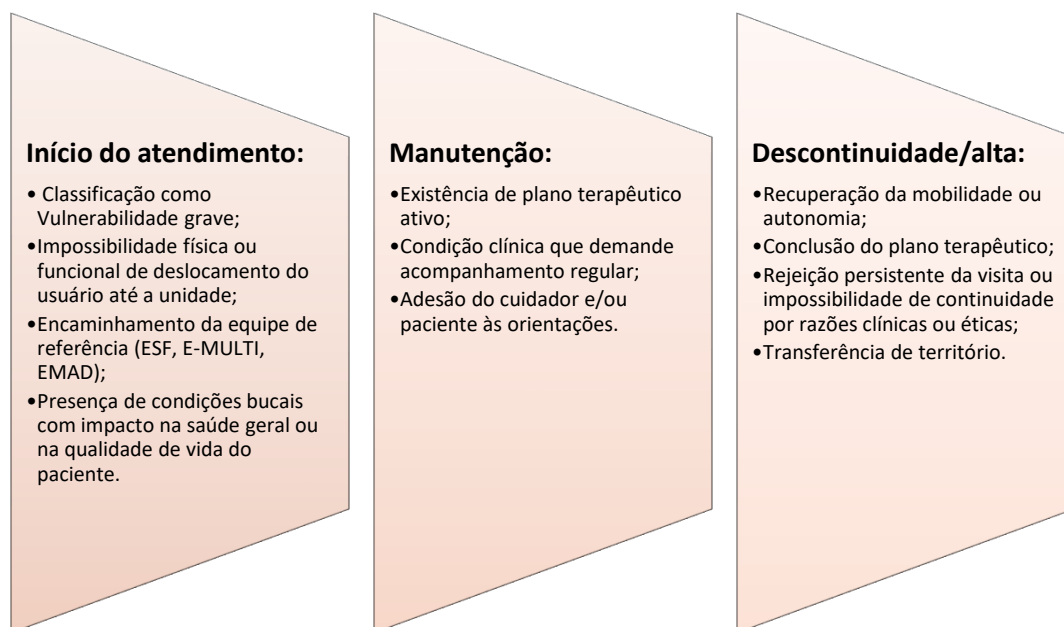 Início do atendimento:
• Classificação como
Vulnerabilidade grave;
•Impossibilidade física ou
funcional de deslocamento do
usuário até a unidade;
•Encaminhamento da equipe de
referência (ESF, E-MULTI,
EMAD);
•Presença de condições bucais
com impacto na saúde geral ou
na qualidade de vida do
paciente.
Manutenção:
•Existência de plano terapêutico
ativo;
•Condição clínica que demande
acompanhamento regular;
•Adesão do cuidador e/ou
paciente às orientações.
Descontinuidade/alta:
•Recuperação da mobilidade ou
autonomia;
•Conclusão do plano terapêutico;
•Rejeição persistente da visita ou
impossibilidade de continuidade
por razões clínicas ou éticas;
•Transferência de território.